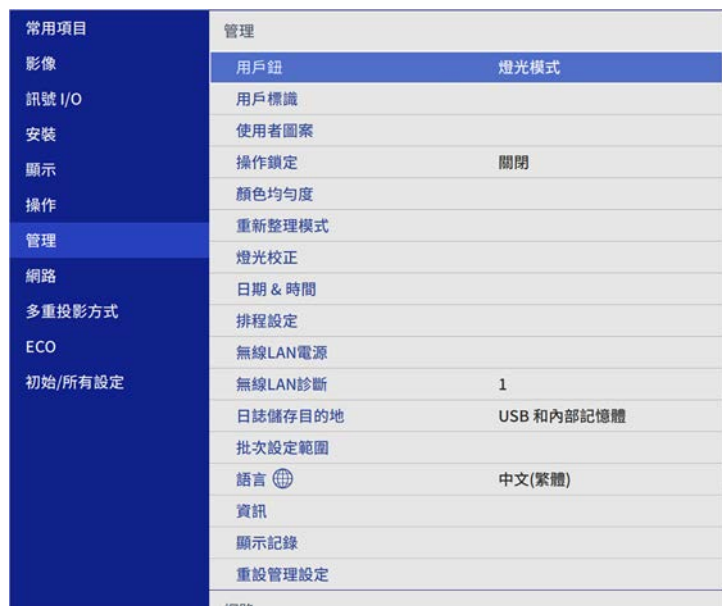 常用項目
影像
訊號 I/O
安裝
顯示
操作
管理
網路
多重投影方式
ECO
初始/所有設定
管理
用戶鈕 燈光模式
用戶標識
使用者圖案
操作鎖定 關閉
顏色均勻度
重新整理模式
燈光校正
日期 & 時間
排程設定
無線LAN電源
無線LAN診斷 1
日誌儲存目的地 USB 和內部記憶體
批次設定範圍
語言 中文(繁體)
資訊
顯示記錄
重設管理設定